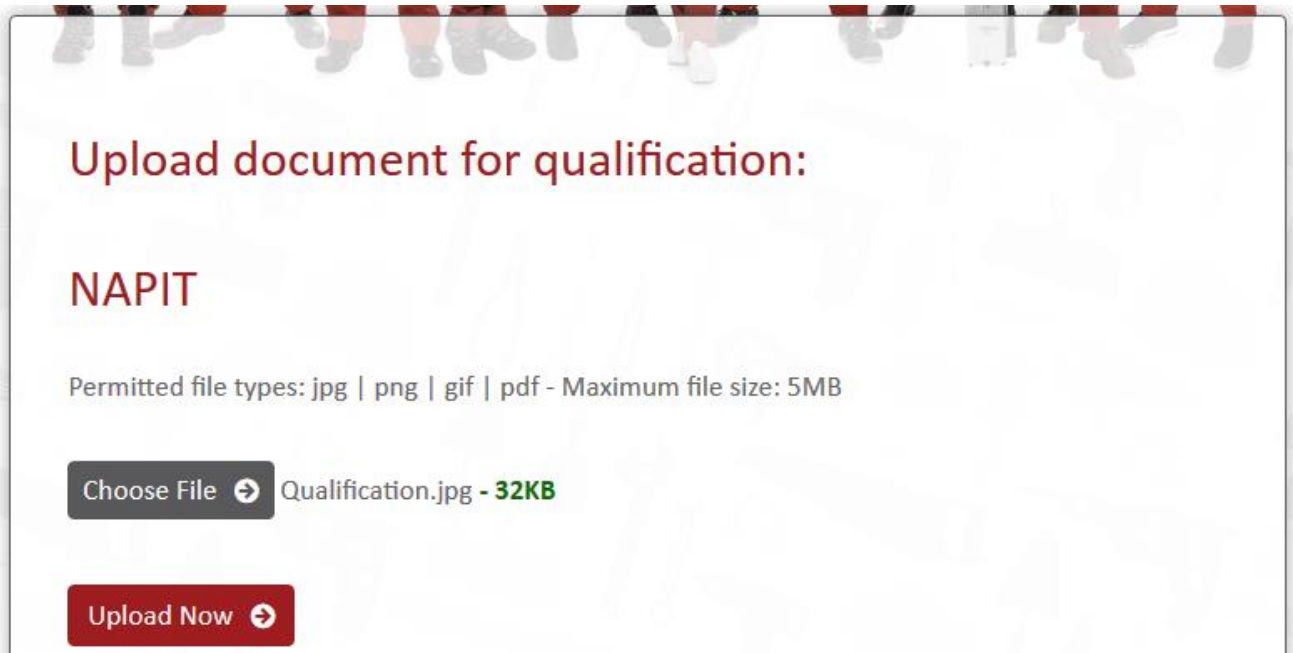 Upload document for qualification:
NAPIT
Permitted file types: jpg | png | gif | pdf - Maximum file size: 5MB
Choose File Qualification.jpg - 32KB
Upload Now